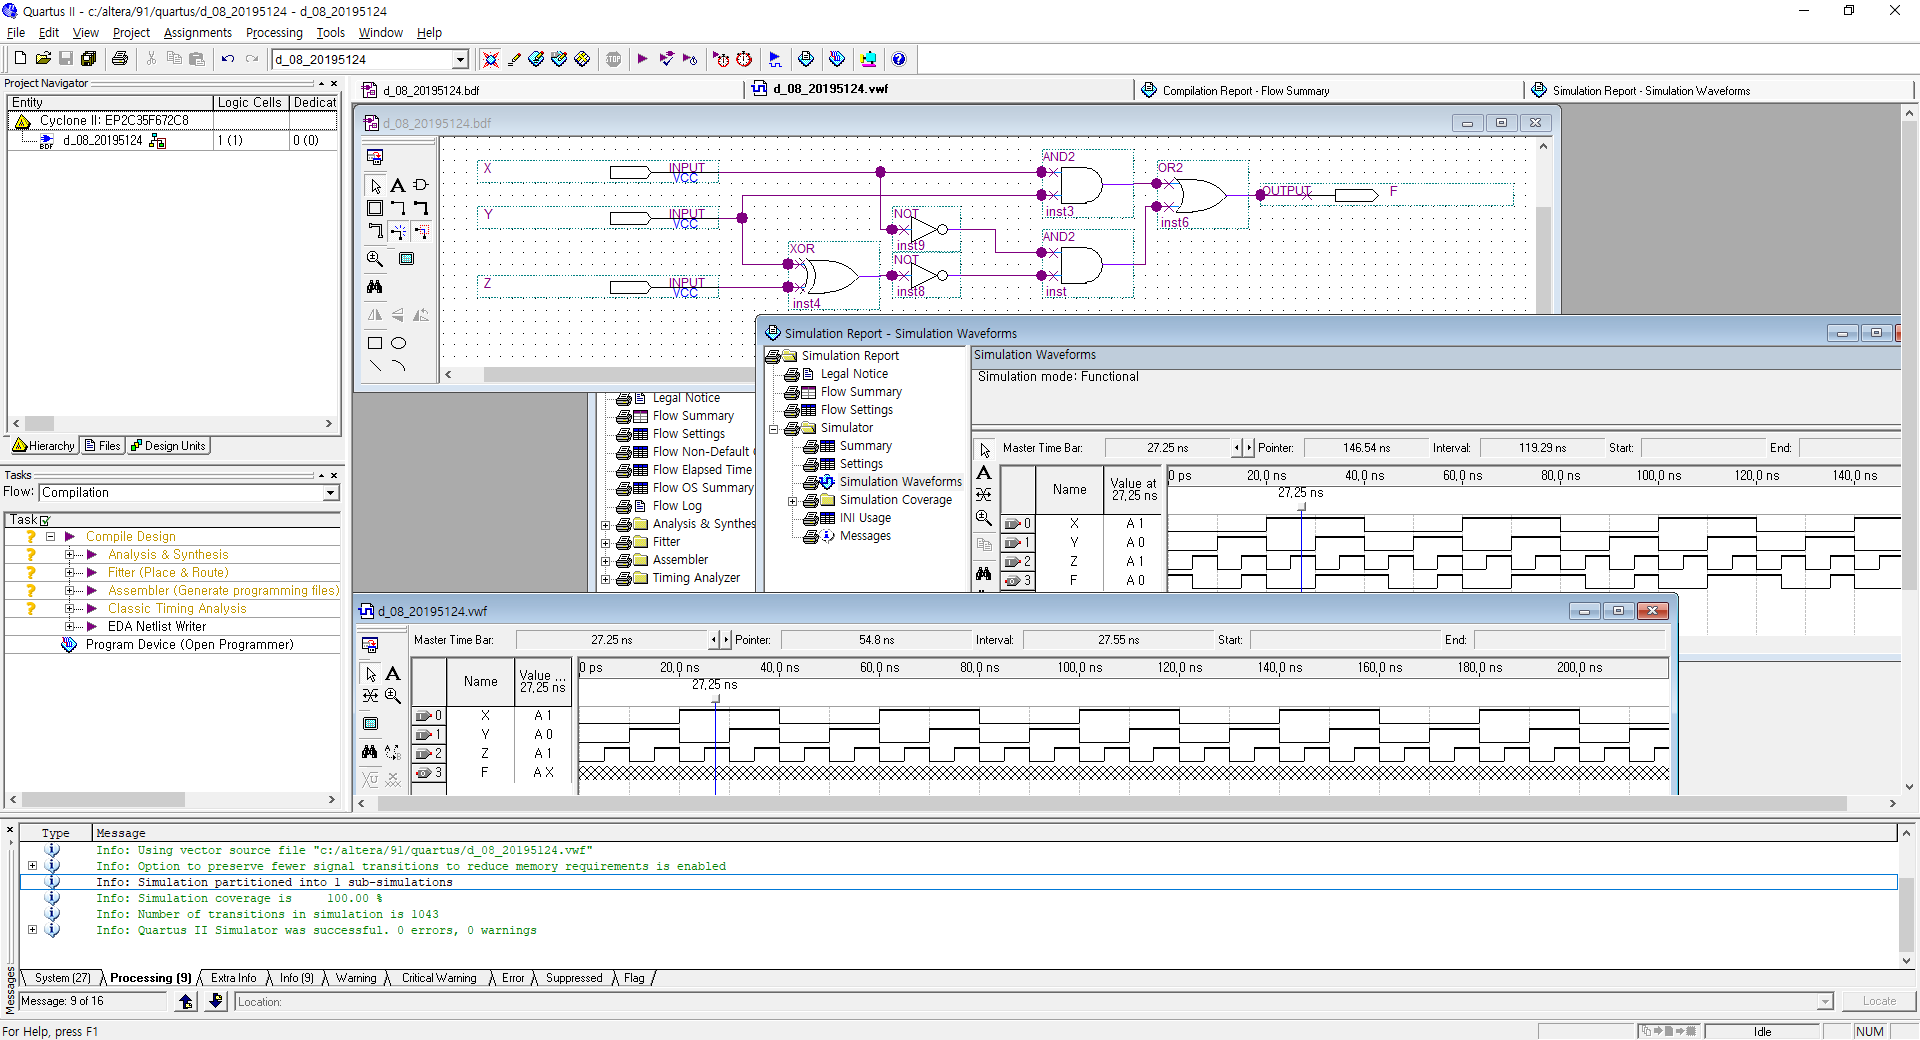 Quartus II - c:/altera/91/quartus/d_08_20195124 - d_08_20195124
File Edit View Project Assignments Processing Tools Window Help
d_08_20195124
Project Navigator
Entity Logic Cells Dedicat
Cyclone II: EP2C35F672C8
d_08_20195124 1 (1) 0 (0)
Hierarchy Files Design Units
Tasks
Flow: Compilation
Task
Compile Design
Analysis & Synthesis
Fitter (Place & Route)
Assembler (Generate programming files)
Classic Timing Analysis
EDA Netlist Writer
Program Device (Open Programmer)
d_08_20195124.bdf
d_08_20195124.vwf
Compilation Report - Flow Summary
Simulation Report - Simulation Waveforms
d_08_20195124.bdf
X INPUT VCC
Y INPUT VCC
Z INPUT VCC
XOR inst4
NOT inst9
NOT inst8
AND2 inst3
AND2 inst
OR2 inst6
OUTPUT F
Legal Notice
Flow Summary
Flow Settings
Flow Non-Default
Flow Elapsed Time
Flow OS Summary
Flow Log
Analysis & Synthes
Fitter
Assembler
Timing Analyzer
Simulation Report - Simulation Waveforms
Simulation Report
Legal Notice
Flow Summary
Flow Settings
Simulator
Summary
Settings
Simulation Waveforms
Simulation Coverage
INI Usage
Messages
Simulation Waveforms
Simulation mode: Functional
Master Time Bar: 27.25 ns Pointer: 146.54 ns Interval: 119.29 ns Start: End:
Name Value at 27,25 ns
0 ps 20,0 ns 40,0 ns 60,0 ns 80,0 ns 100,0 ns 120,0 ns 140,0 ns
27,25 ns
0 X A 1
1 Y A 0
2 Z A 1
3 F A 0
d_08_20195124.vwf
Master Time Bar: 27.25 ns Pointer: 54.8 ns Interval: 27.55 ns Start: End:
Name Value ... 27,25 ns
0 ps 20,0 ns 40,0 ns 60,0 ns 80,0 ns 100,0 ns 120,0 ns 140,0 ns 160,0 ns 180,0 ns 200,0 ns
27,25 ns
0 X A 1
1 Y A 0
2 Z A 1
3 F A X
Type Message
Info: Using vector source file "c:/altera/91/quartus/d_08_20195124.vwf"
Info: Option to preserve fewer signal transitions to reduce memory requirements is enabled
Info: Simulation partitioned into 1 sub-simulations
Info: Simulation coverage is 100.00 %
Info: Number of transitions in simulation is 1043
Info: Quartus II Simulator was successful. 0 errors, 0 warnings
System (27) Processing (9) Extra Info Info (9) Warning Critical Warning Error Suppressed Flag
Messages
Message: 9 of 16 Location: Locate
For Help, press F1 Idle NUM